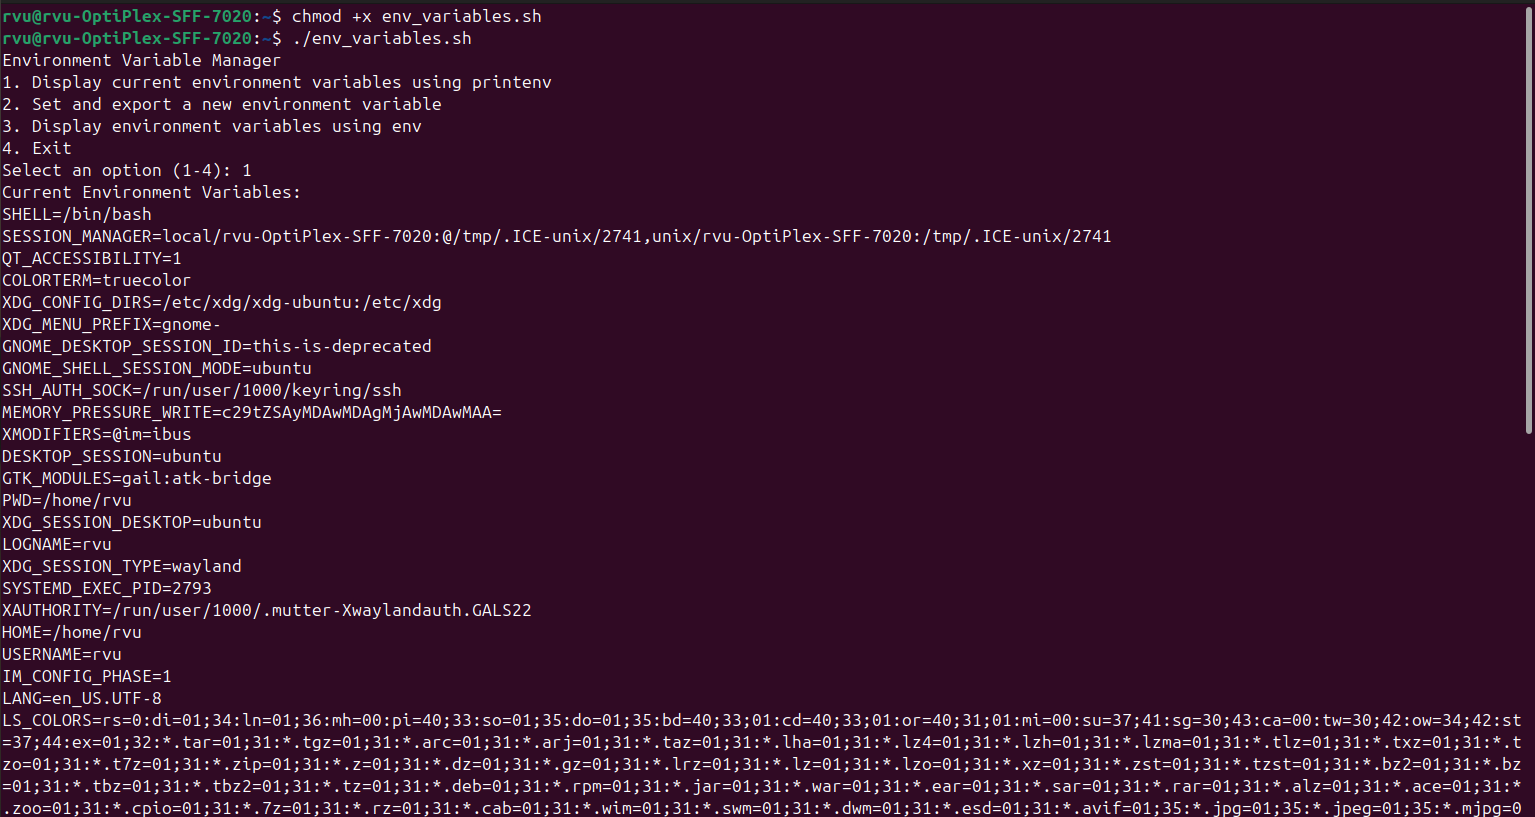 rvu@rvu-OptiPlex-SFF-7020:~$ chmod +x env_variables.sh
rvu@rvu-OptiPlex-SFF-7020:~$ ./env_variables.sh
Environment Variable Manager
1. Display current environment variables using printenv
2. Set and export a new environment variable
3. Display environment variables using env
4. Exit
Select an option (1-4): 1
Current Environment Variables:
SHELL=/bin/bash
SESSION_MANAGER=local/rvu-OptiPlex-SFF-7020:@/tmp/.ICE-unix/2741,unix/rvu-OptiPlex-SFF-7020:/tmp/.ICE-unix/2741
QT_ACCESSIBILITY=1
COLORTERM=truecolor
XDG_CONFIG_DIRS=/etc/xdg/xdg-ubuntu:/etc/xdg
XDG_MENU_PREFIX=gnome-
GNOME_DESKTOP_SESSION_ID=this-is-deprecated
GNOME_SHELL_SESSION_MODE=ubuntu
SSH_AUTH_SOCK=/run/user/1000/keyring/ssh
MEMORY_PRESSURE_WRITE=c29tZSAyMDAwMDAgMjAwMDAwMAA=
XMODIFIERS=@im=ibus
DESKTOP_SESSION=ubuntu
GTK_MODULES=gail:atk-bridge
PWD=/home/rvu
XDG_SESSION_DESKTOP=ubuntu
LOGNAME=rvu
XDG_SESSION_TYPE=wayland
SYSTEMD_EXEC_PID=2793
XAUTHORITY=/run/user/1000/.mutter-Xwaylandauth.GALS22
HOME=/home/rvu
USERNAME=rvu
IM_CONFIG_PHASE=1
LANG=en_US.UTF-8
LS_COLORS=rs=0:di=01;34:ln=01;36:mh=00:pi=40;33:so=01;35:do=01;35:bd=40;33;01:cd=40;33;01:or=40;31;01:mi=00:su=37;41:sg=30;43:ca=00:tw=30;42:ow=34;42:st
=37;44:ex=01;32:*.tar=01;31:*.tgz=01;31:*.arc=01;31:*.arj=01;31:*.taz=01;31:*.lha=01;31:*.lz4=01;31:*.lzh=01;31:*.lzma=01;31:*.tlz=01;31:*.txz=01;31:*.t
zo=01;31:*.t7z=01;31:*.zip=01;31:*.z=01;31:*.dz=01;31:*.gz=01;31:*.lrz=01;31:*.lz=01;31:*.lzo=01;31:*.xz=01;31:*.zst=01;31:*.tzst=01;31:*.bz2=01;31:*.bz
=01;31:*.tbz=01;31:*.tbz2=01;31:*.tz=01;31:*.deb=01;31:*.rpm=01;31:*.jar=01;31:*.war=01;31:*.ear=01;31:*.sar=01;31:*.rar=01;31:*.alz=01;31:*.ace=01;31:*
.zoo=01;31:*.cpio=01;31:*.7z=01;31:*.rz=01;31:*.cab=01;31:*.wim=01;31:*.swm=01;31:*.dwm=01;31:*.esd=01;31:*.avif=01;35:*.jpg=01;35:*.jpeg=01;35:*.mjpg=0